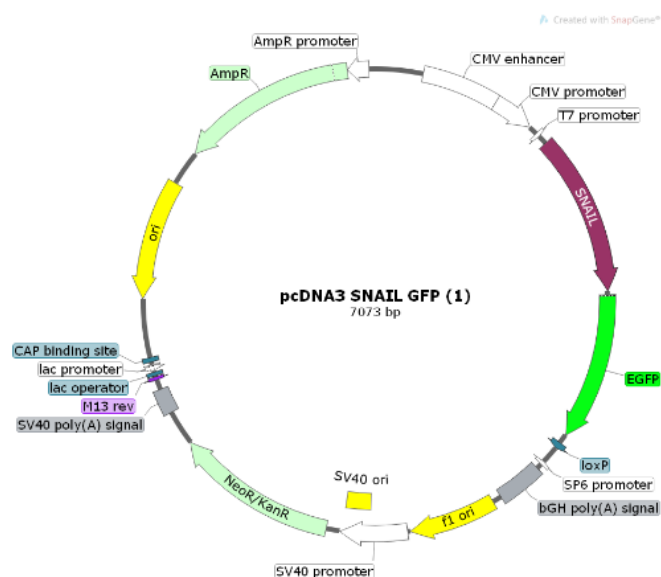 Created with SnapGene®
AmpR promoter
CMV enhancer
AmpR
CMV promoter
T7 promoter
SNAIL
ori
pcDNA3 SNAIL GFP (1)
7073 bp
CAP binding site
lac promoter
lac operator
M13 rev
SV40 poly(A) signal
EGFP
loxP
SP6 promoter
bGH poly(A) signal
SV40 ori
NeoR/KanR
f1 ori
SV40 promoter